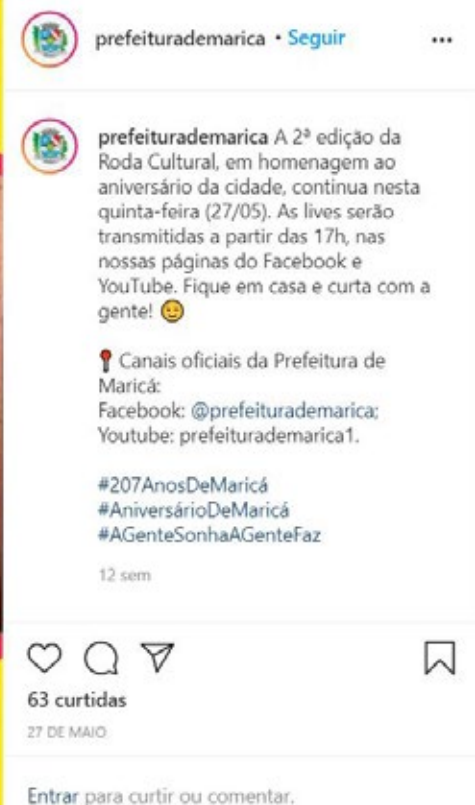 prefeiturademarica • Seguir
prefeiturademarica A 2ª edição da
Roda Cultural, em homenagem ao
aniversário da cidade, continua nesta
quinta-feira (27/05). As lives serão
transmitidas a partir das 17h, nas
nossas páginas do Facebook e
YouTube. Fique em casa e curta com a
gente! 😉
📍 Canais oficiais da Prefeitura de
Maricá:
Facebook: @prefeiturademarica;
Youtube: prefeiturademarica1.
#207AnosDeMaricá
#AniversárioDeMaricá
#AGenteSonhaAGenteFaz
12 sem
63 curtidas
27 DE MAIO
Entrar para curtir ou comentar.